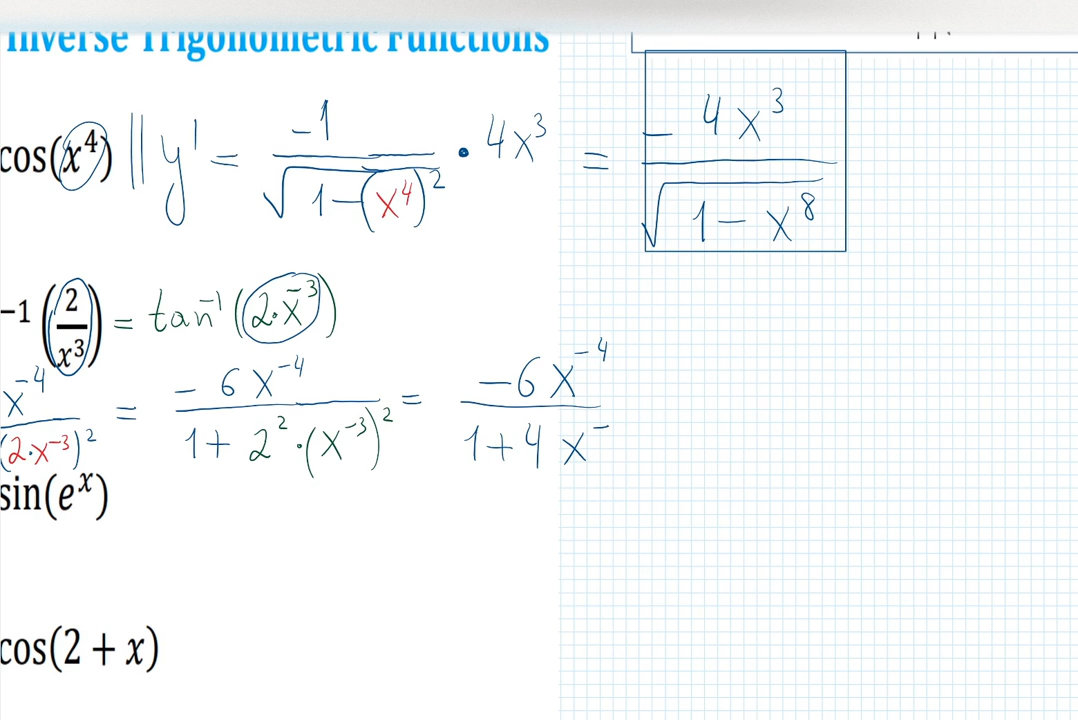 Inverse Trigonometric Functions
cos(x⁴) || y' = -1 / √(1-(x⁴)²) • 4x³ = - 4x³ / √(1-x⁸)
-1 (2/x³) = tan⁻¹(2·x⁻³)
x⁻⁴ / (2·x⁻³)² = -6x⁻⁴ / 1+2²·(x⁻³)² = -6x⁻⁴ / 1+4x⁻
sin(eˣ)
cos(2 + x)